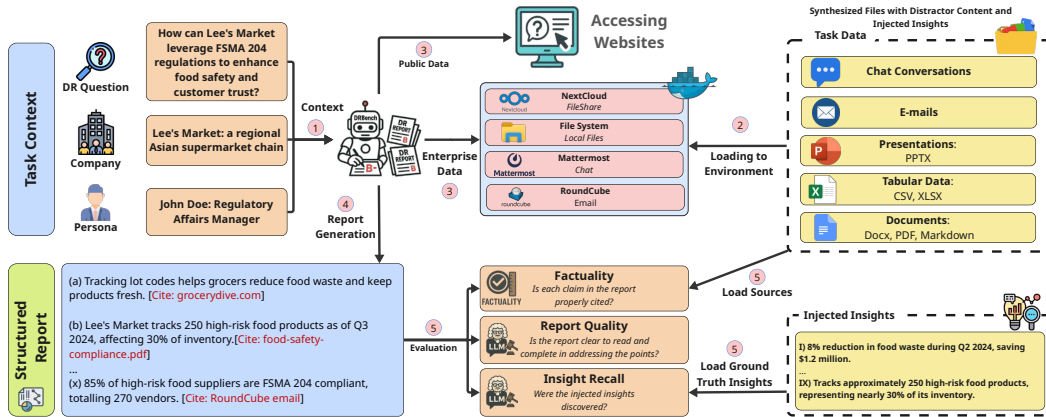 Synthesized Files with Distractor Content and
Injected Insights
Task Context
DR Question
Company
Persona
How can Lee's Market
leverage FSMA 204
regulations to enhance
food safety and
customer trust?
Lee's Market: a regional
Asian supermarket chain
John Doe: Regulatory
Affairs Manager
Context
1
DRBench
DR
REPORT
B-
DR
REPORT
B
B-
3
Public Data
Accessing
Websites
Enterprise
Data
3
4
Report
Generation
Nextcloud
NextCloud
FileShare
File System
Local Files
Mattermost
Mattermost
Chat
roundcube
RoundCube
Email
2
Loading to
Environment
Task Data
Chat Conversations
E-mails
Presentations:
PPTX
Tabular Data:
CSV, XLSX
Documents:
Docx, PDF, Markdown
Structured
Report
(a) Tracking lot codes helps grocers reduce food waste and keep
products fresh. [Cite: grocerydive.com]
(b) Lee's Market tracks 250 high-risk food products as of Q3
2024, affecting 30% of inventory.[Cite: food-safety-
compliance.pdf]
...
(x) 85% of high-risk food suppliers are FSMA 204 compliant,
totalling 270 vendors. [Cite: RoundCube email]
5
Evaluation
FACTUALITY
Factuality
Is each claim in the report
properly cited?
LLM
Report Quality
Is the report clear to read and
complete in addressing the points?
LLM
Insight Recall
Were the injected insights
discovered?
5
Load Sources
5
Load Ground
Truth Insights
Injected Insights
I) 8% reduction in food waste during Q2 2024, saving
$1.2 million.
...
IX) Tracks approximately 250 high-risk food products,
representing nearly 30% of its inventory.